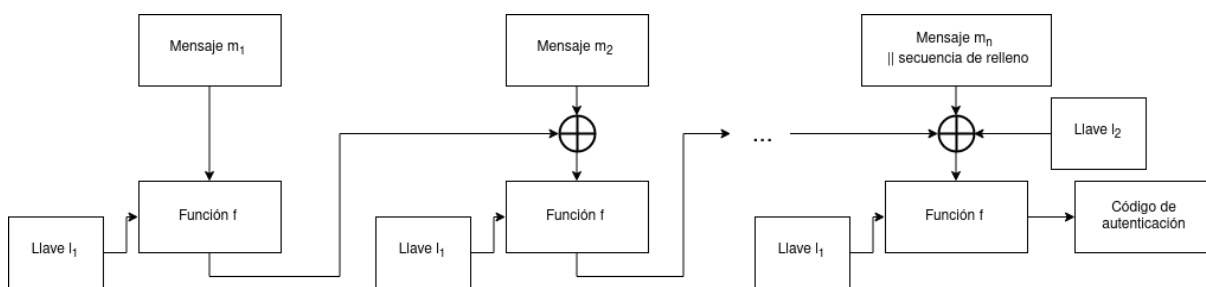 Mensaje m1
Mensaje m2
Mensaje mn
|| secuencia de relleno
...
Llave l2
Función f
Función f
Función f
Código de
autenticación
Llave l1
Llave l1
Llave l1